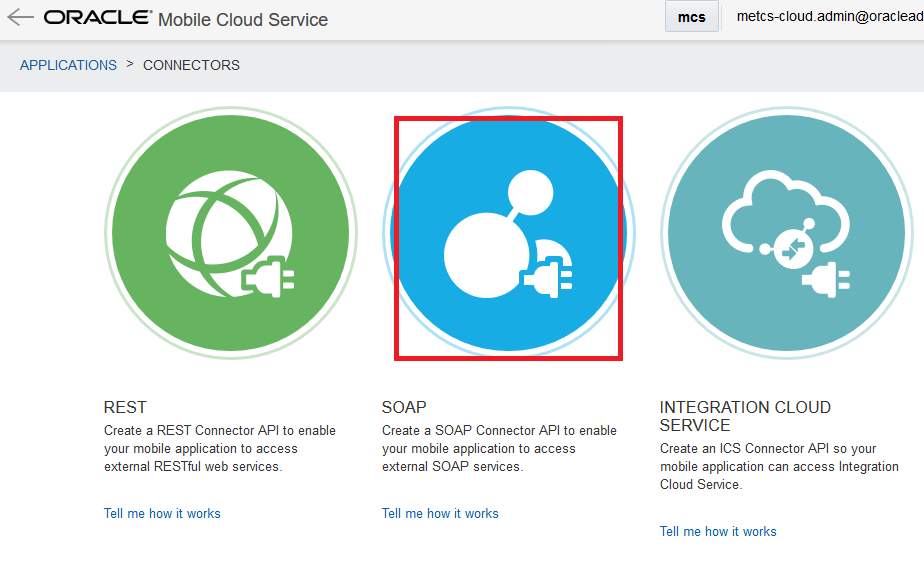 ORACLE Mobile Cloud Service
mcs
metcs-cloud.admin@oraclead
APPLICATIONS > CONNECTORS
REST
Create a REST Connector API to enable
your mobile application to access
external RESTful web services.
Tell me how it works
SOAP
Create a SOAP Connector API to enable
your mobile application to access
external SOAP services.
Tell me how it works
INTEGRATION CLOUD
SERVICE
Create an ICS Connector API so your
mobile application can access Integration
Cloud Service.
Tell me how it works